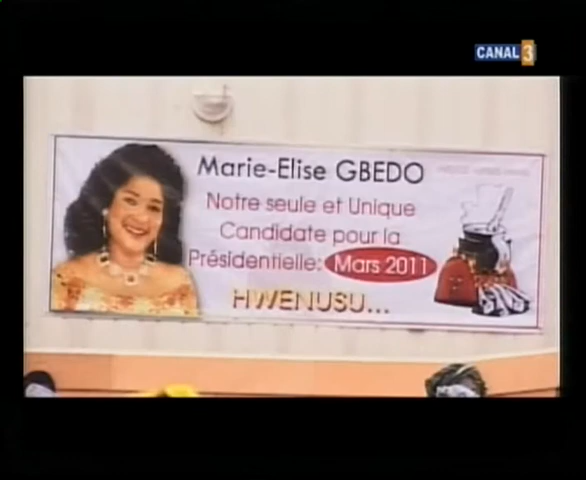 CANAL 3
Marie-Elise GBEDO
Notre seule et Unique
Candidate pour la
Présidentielle: Mars 2011
HWENUSU...